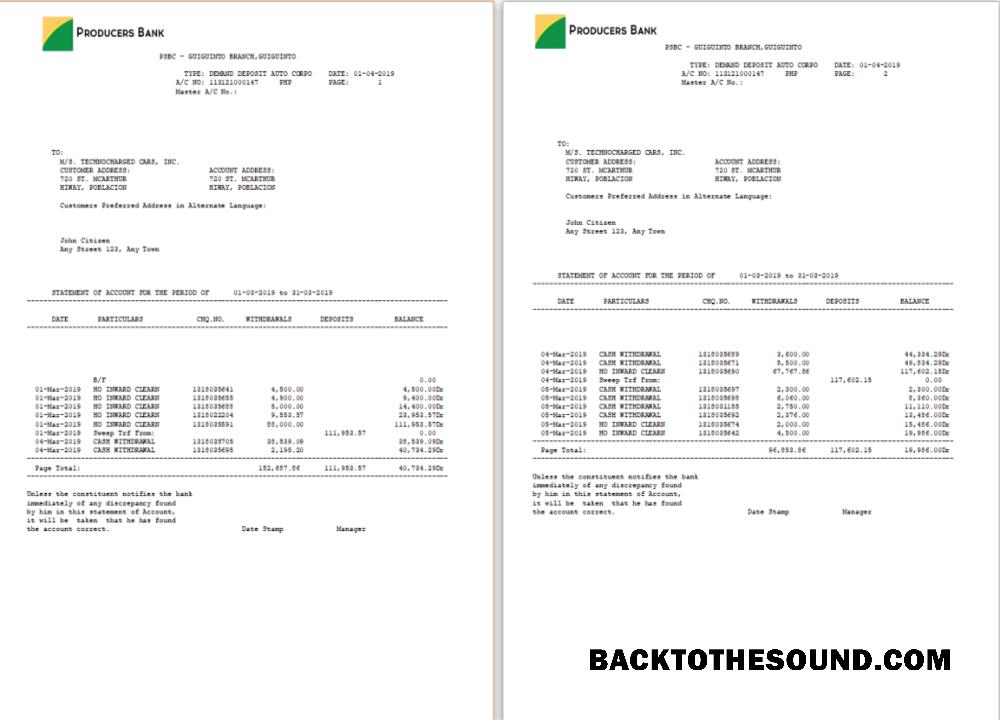 PRODUCERS BANK
PSBC - GUIGUINTO BRANCH,GUIGUINTO
TYPE: DEMAND DEPOSIT AUTO CORPO DATE: 01-04-2019
A/C NO: 113121000147 PHP PAGE: 1
Master A/C No.:
TO:
M/S. TECHNOCHARGED CARS, INC.
CUSTOMER ADDRESS: ACCOUNT ADDRESS:
720 ST. MCARTHUR 720 ST. MCARTHUR
HIWAY, POBLACION HIWAY, POBLACION
Customers Preferred Address in Alternate Language:
John Citizen
Any Street 123, Any Town
STATEMENT OF ACCOUNT FOR THE PERIOD OF 01-03-2019 to 31-03-2019
DATE PARTICULARS CHQ.NO. WITHDRAWALS DEPOSITS BALANCE
B/F 0.00
01-Mar-2019 HO INWARD CLEARN 1318035641 4,500.00 4,500.00Dr
01-Mar-2019 HO INWARD CLEARN 1318035655 4,900.00 9,400.00Dr
01-Mar-2019 HO INWARD CLEARN 1318035688 5,000.00 14,400.00Dr
01-Mar-2019 HO INWARD CLEARN 1318022204 9,553.57 23,953.57Dr
01-Mar-2019 HO INWARD CLEARN 1318035591 88,000.00 111,953.57Dr
01-Mar-2019 Sweep Trf From: 111,953.57 0.00
04-Mar-2019 CASH WITHDRAWAL 1318035705 38,539.09 38,539.09Dr
04-Mar-2019 CASH WITHDRAWAL 1318035695 2,195.20 40,734.29Dr
Page Total: 152,687.86 111,953.57 40,734.29Dr
Unless the constituent notifies the bank
immediately of any discrepancy found
by him in this statement of Account,
it will be taken that he has found
the account correct. Date Stamp Manager
PRODUCERS BANK
PSBC - GUIGUINTO BRANCH,GUIGUINTO
TYPE: DEMAND DEPOSIT AUTO CORPO DATE: 01-04-2019
A/C NO: 113121000147 PHP PAGE: 2
Master A/C No.:
TO:
M/S. TECHNOCHARGED CARS, INC.
CUSTOMER ADDRESS: ACCOUNT ADDRESS:
720 ST. MCARTHUR 720 ST. MCARTHUR
HIWAY, POBLACION HIWAY, POBLACION
Customers Preferred Address in Alternate Language:
John Citizen
Any Street 123, Any Town
STATEMENT OF ACCOUNT FOR THE PERIOD OF 01-03-2019 to 31-03-2019
DATE PARTICULARS CHQ.NO. WITHDRAWALS DEPOSITS BALANCE
04-Mar-2019 CASH WITHDRAWAL 1318035689 3,600.00 44,334.29Dr
04-Mar-2019 CASH WITHDRAWAL 1318035671 5,500.00 49,834.29Dr
04-Mar-2019 HO INWARD CLEARN 1318035690 67,767.86 117,602.15Dr
04-Mar-2019 Sweep Trf From: 117,602.15 0.00
05-Mar-2019 CASH WITHDRAWAL 1318035697 2,300.00 2,300.00Dr
05-Mar-2019 CASH WITHDRAWAL 1318035698 6,060.00 8,360.00Dr
05-Mar-2019 CASH WITHDRAWAL 1318031155 2,750.00 11,110.00Dr
05-Mar-2019 HO INWARD CLEARN 1318035692 2,376.00 13,486.00Dr
05-Mar-2019 HO INWARD CLEARN 1318035674 2,000.00 15,486.00Dr
05-Mar-2019 HO INWARD CLEARN 1318035642 4,500.00 19,986.00Dr
Page Total: 96,853.86 117,602.15 19,986.00Dr
Unless the constituent notifies the bank
immediately of any discrepancy found
by him in this statement of Account,
it will be taken that he has found
the account correct. Date Stamp Manager
BACKTOTHESOUND.COM